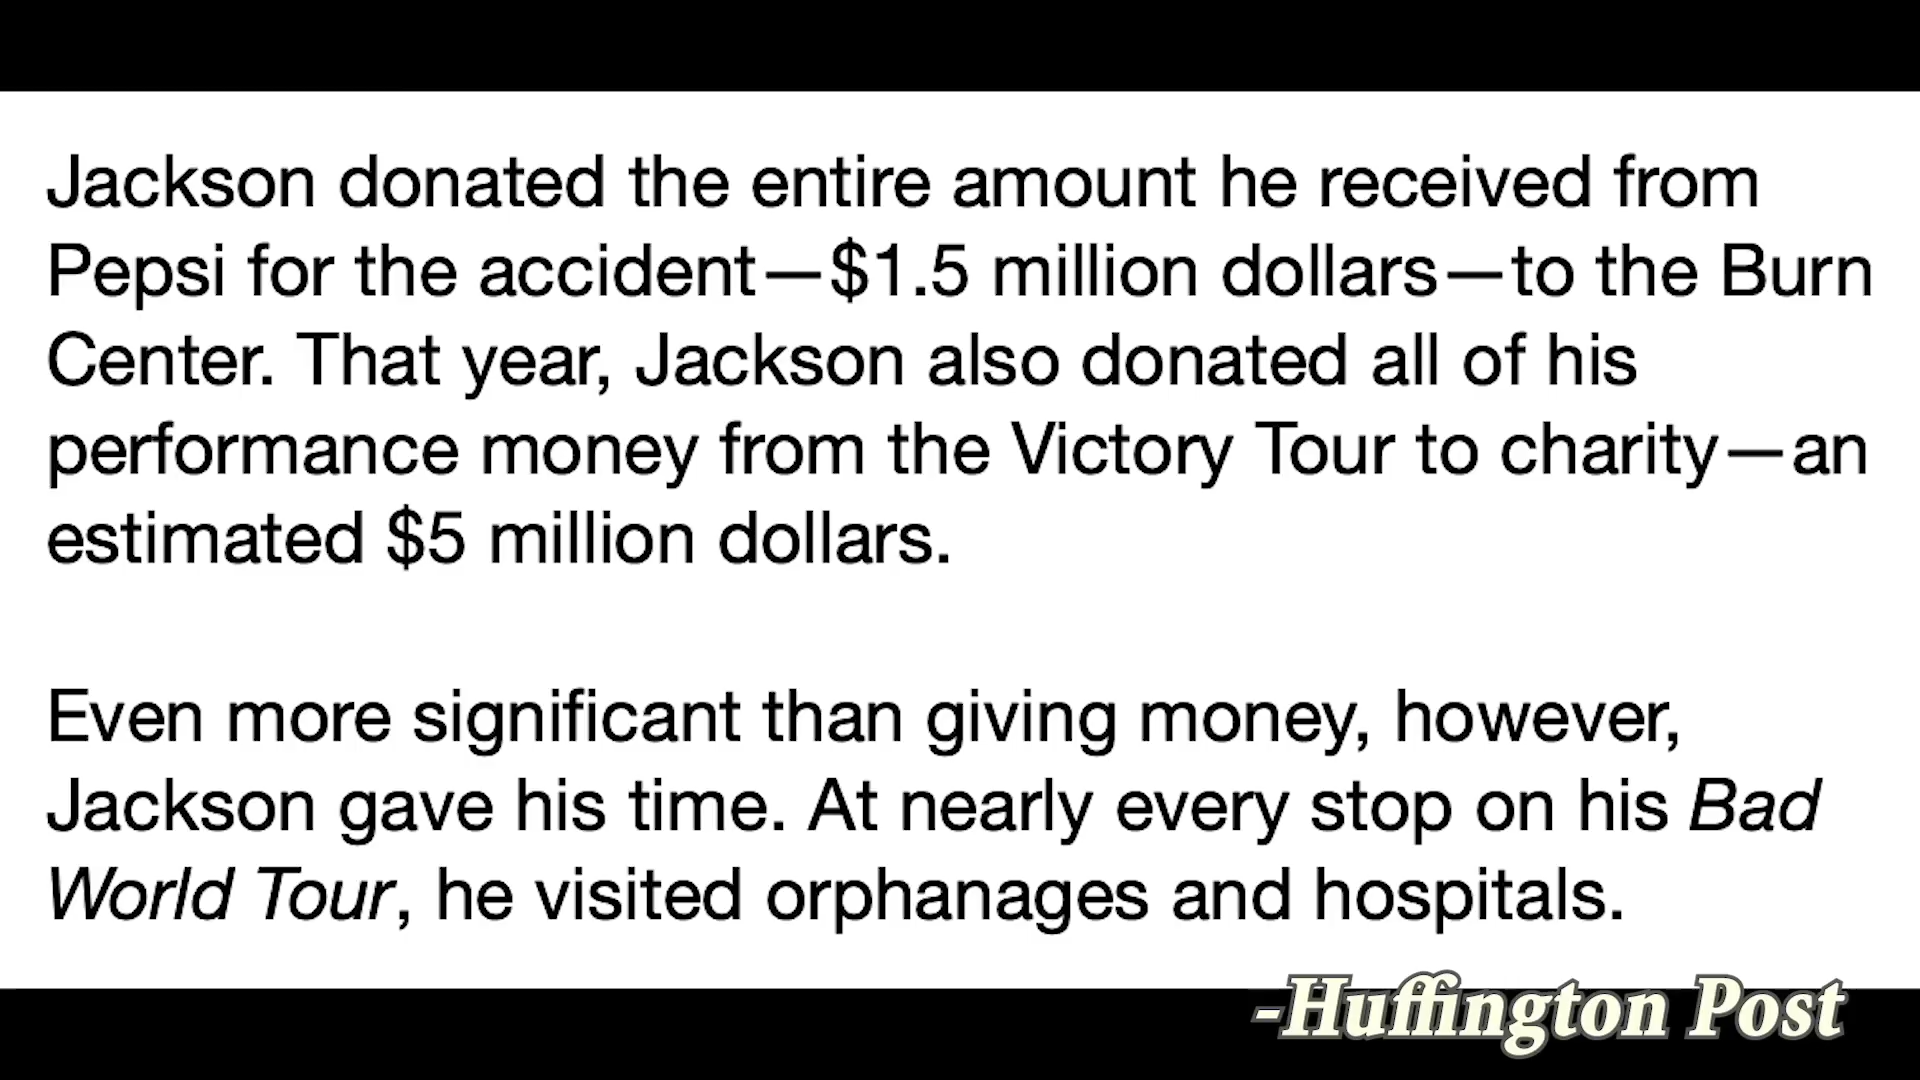 Jackson donated the entire amount he received from
Pepsi for the accident—$1.5 million dollars—to the Burn
Center. That year, Jackson also donated all of his
performance money from the Victory Tour to charity—an
estimated $5 million dollars.
Even more significant than giving money, however,
Jackson gave his time. At nearly every stop on his Bad
World Tour, he visited orphanages and hospitals.
-Huffington Post